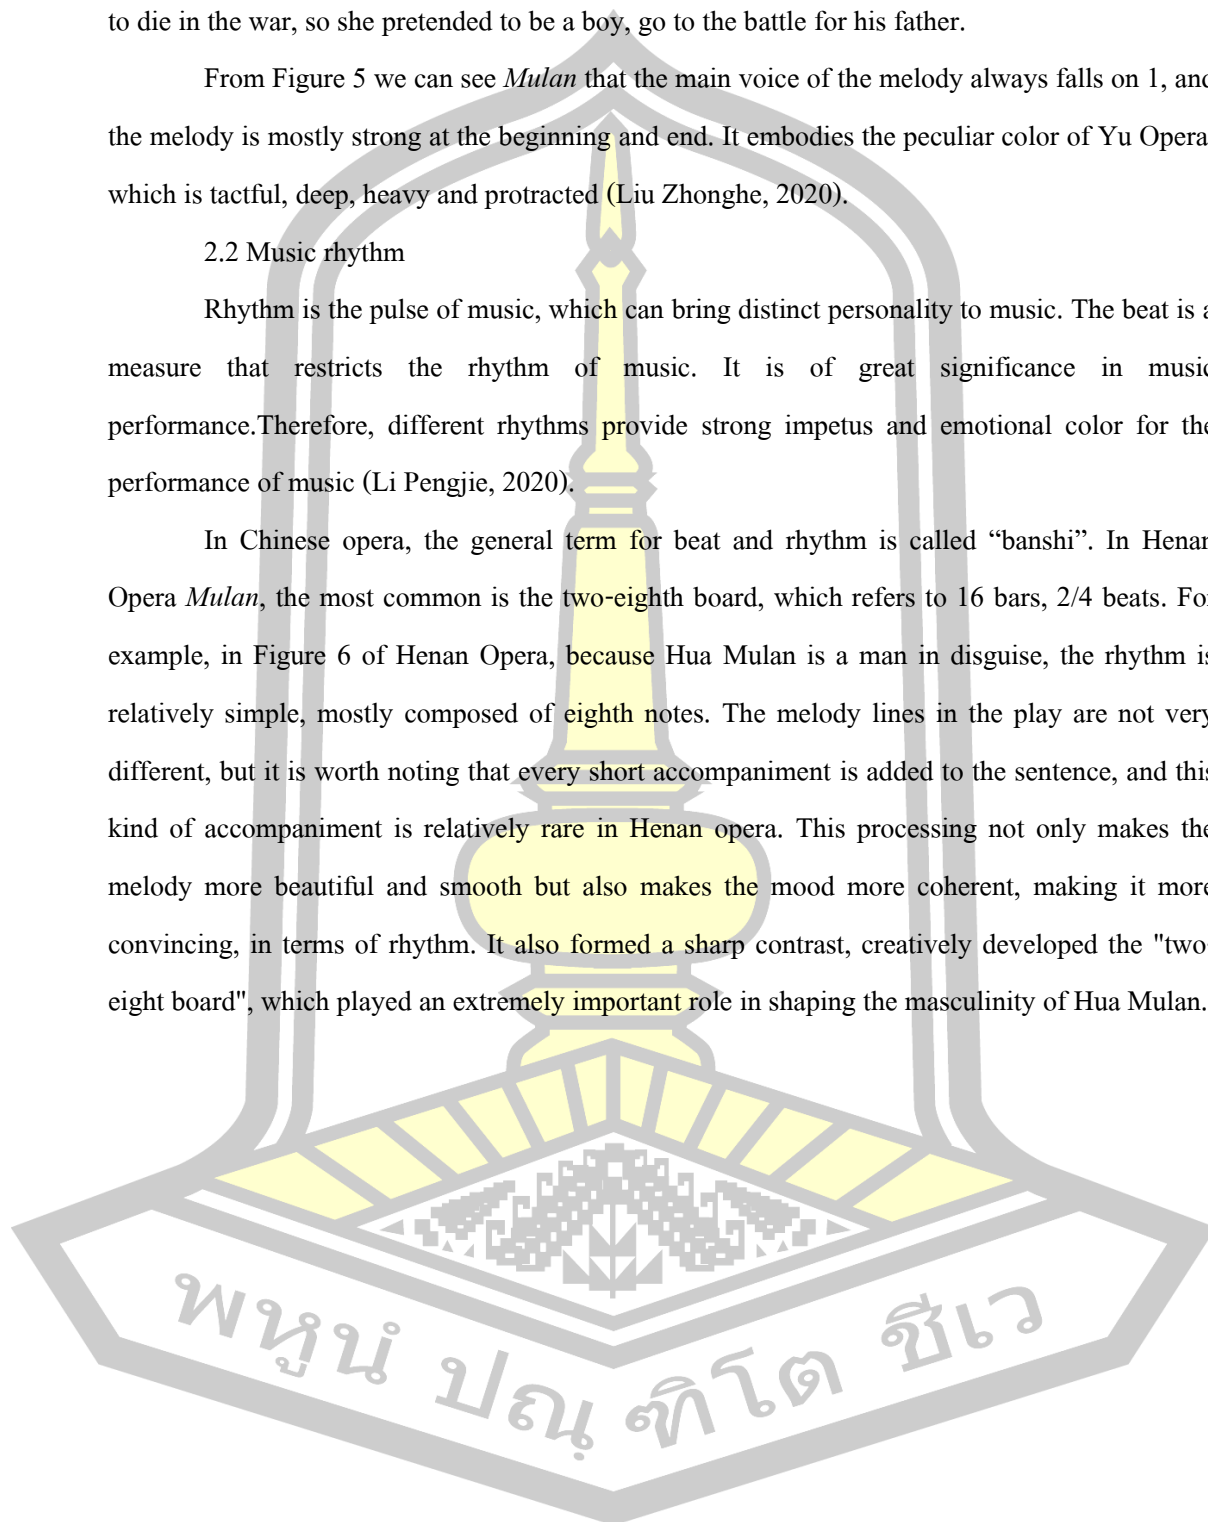 to die in the war, so she pretended to be a boy, go to the battle for his father.
From Figure 5 we can see Mulan that the main voice of the melody always falls on 1, and
the melody is mostly strong at the beginning and end. It embodies the peculiar color of Yu Opera
which is tactful, deep, heavy and protracted (Liu Zhonghe, 2020).
2.2 Music rhythm
Rhythm is the pulse of music, which can bring distinct personality to music. The beat is a
measure that restricts the rhythm of music. It is of great significance in music
performance.Therefore, different rhythms provide strong impetus and emotional color for the
performance of music (Li Pengjie, 2020).
In Chinese opera, the general term for beat and rhythm is called “banshi”. In Henan
Opera Mulan, the most common is the two-eighth board, which refers to 16 bars, 2/4 beats. For
example, in Figure 6 of Henan Opera, because Hua Mulan is a man in disguise, the rhythm is
relatively simple, mostly composed of eighth notes. The melody lines in the play are not very
different, but it is worth noting that every short accompaniment is added to the sentence, and this
kind of accompaniment is relatively rare in Henan opera. This processing not only makes the
melody more beautiful and smooth but also makes the mood more coherent, making it more
convincing, in terms of rhythm. It also formed a sharp contrast, creatively developed the "two-
eight board", which played an extremely important role in shaping the masculinity of Hua Mulan.
พหูนํ ปณฺฑิโต ชีเว